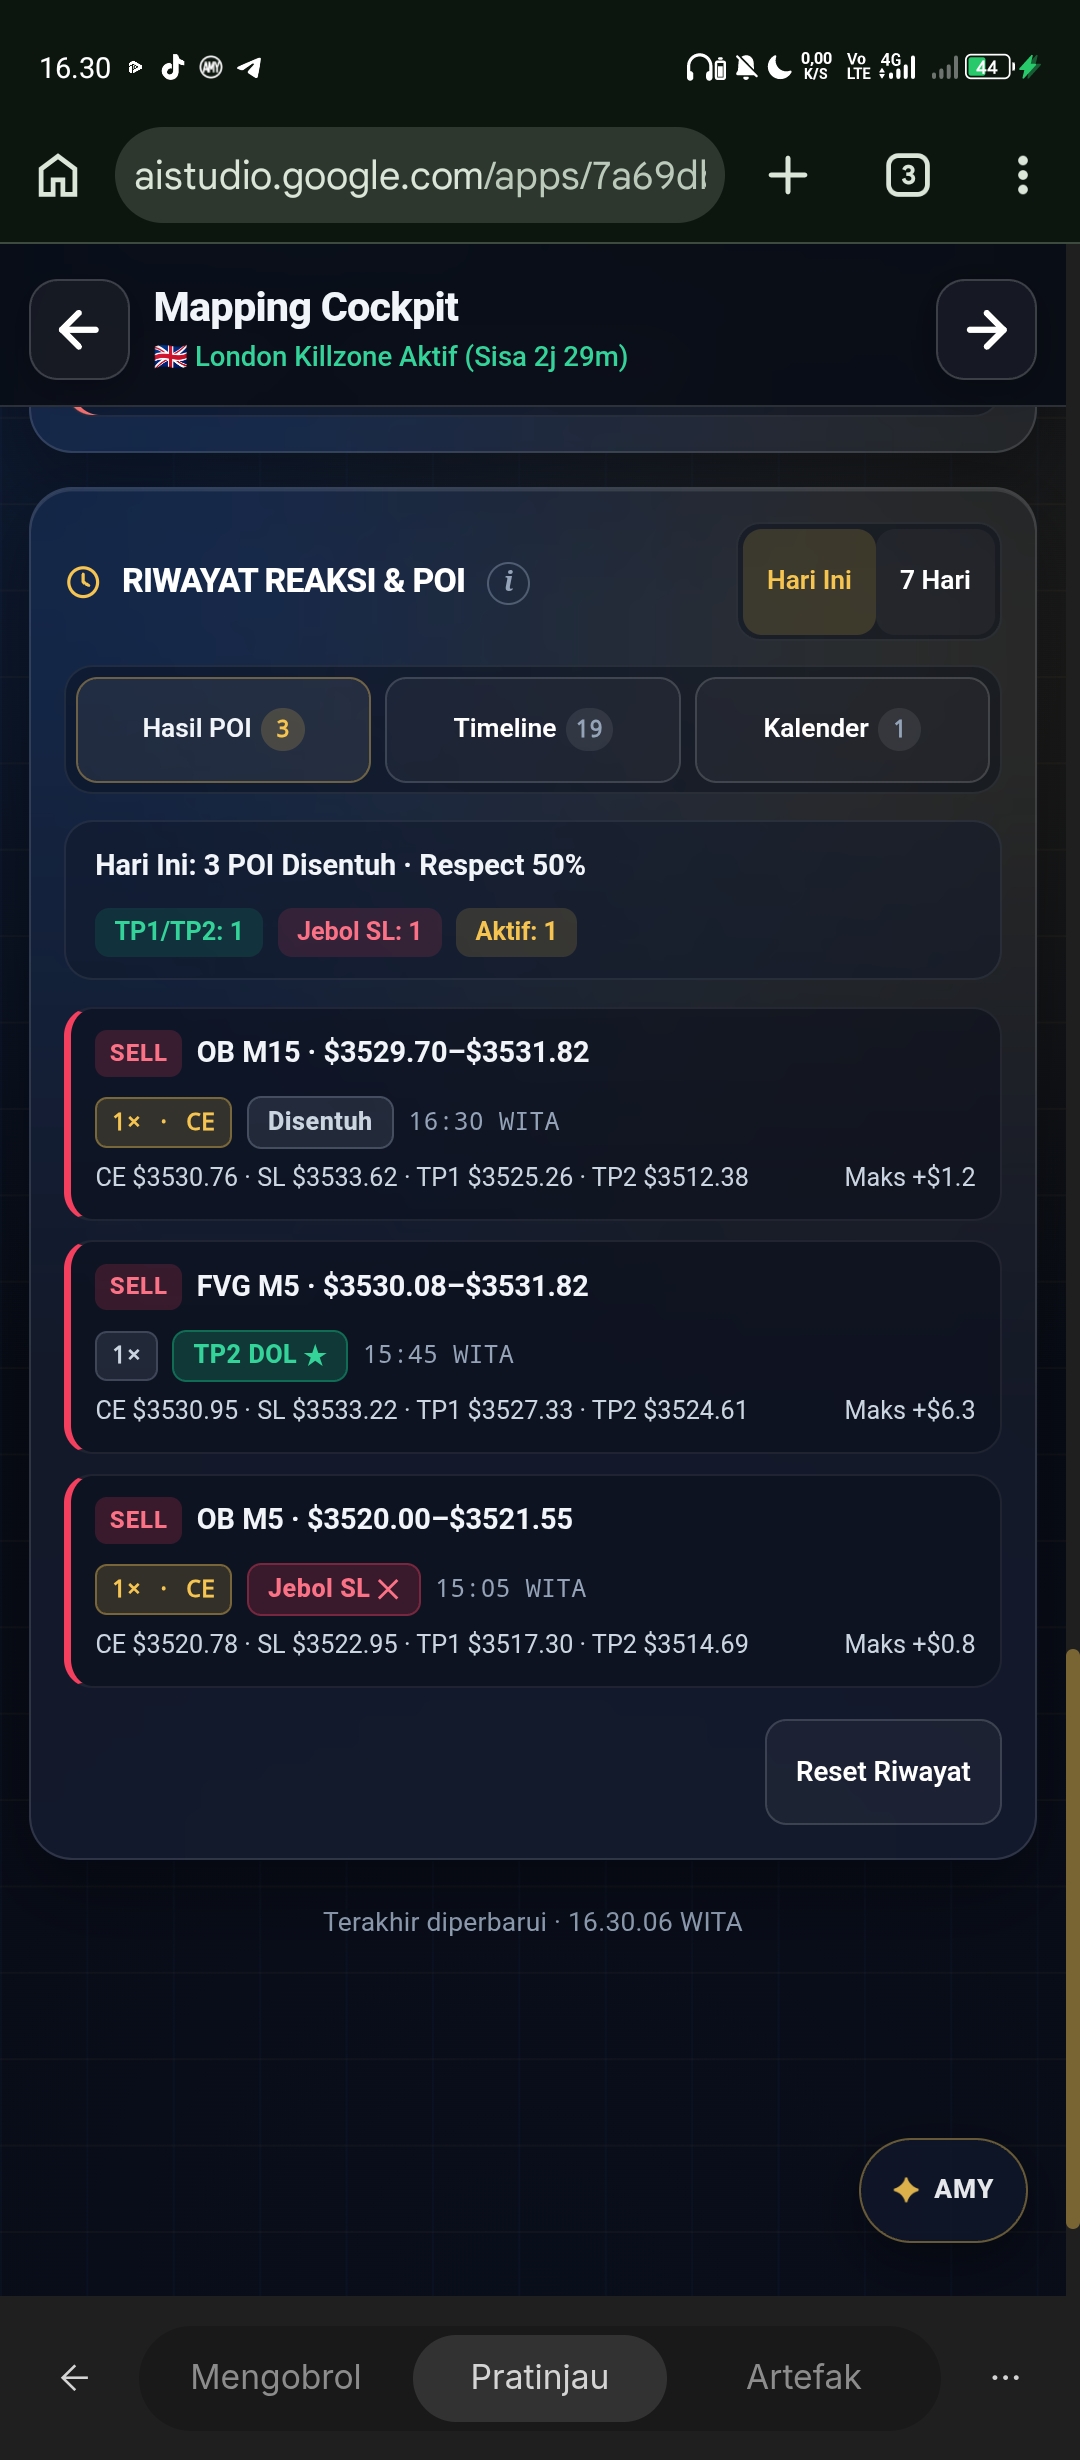 16.30
0,00 K/S
Vo LTE
4G
44
aistudio.google.com/apps/7a69db
3
Mapping Cockpit
🇬🇧 London Killzone Aktif (Sisa 2j 29m)
RIWAYAT REAKSI & POI i
Hari Ini
7 Hari
Hasil POI 3
Timeline 19
Kalender 1
Hari Ini: 3 POI Disentuh · Respect 50%
TP1/TP2: 1
Jebol SL: 1
Aktif: 1
SELL OB M15 · $3529.70–$3531.82
1× · CE Disentuh 16:30 WITA
CE $3530.76 · SL $3533.62 · TP1 $3525.26 · TP2 $3512.38 Maks +$1.2
SELL FVG M5 · $3530.08–$3531.82
1× TP2 DOL ★ 15:45 WITA
CE $3530.95 · SL $3533.22 · TP1 $3527.33 · TP2 $3524.61 Maks +$6.3
SELL OB M5 · $3520.00–$3521.55
1× · CE Jebol SL ✕ 15:05 WITA
CE $3520.78 · SL $3522.95 · TP1 $3517.30 · TP2 $3514.69 Maks +$0.8
Reset Riwayat
Terakhir diperbarui · 16.30.06 WITA
AMY
Mengobrol
Pratinjau
Artefak